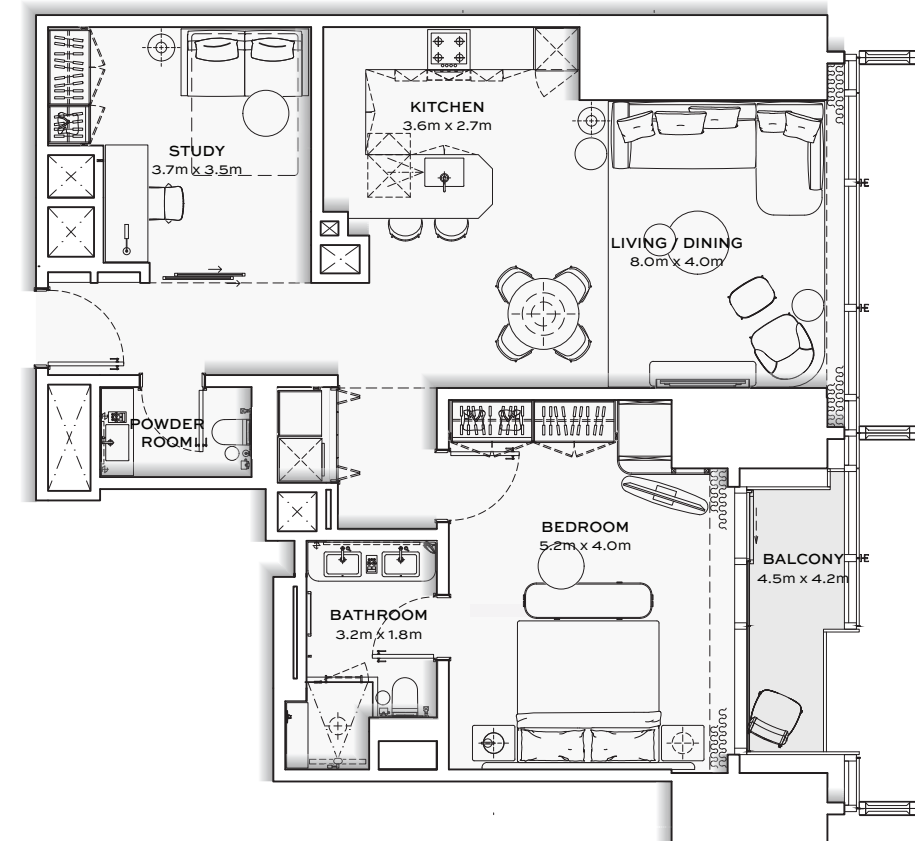 KITCHEN
3.6m x 2.7m
STUDY
3.7m x 3.5m
LIVING / DINING
8.0m x 4.0m
POWDER
ROOM
BEDROOM
5.2m x 4.0m
BALCONY
4.5m x 4.2m
BATHROOM
3.2m x 1.8m